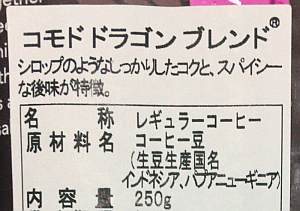 コモド ドラゴン ブレンド®
シロップのようなしっかりしたコクと、スパイシー
な後味が特徴。
名称 レギュラーコーヒー
原材料名 コーヒー豆
(生豆生産国名
インドネシア、パプアニューギニア)
内容量 250g